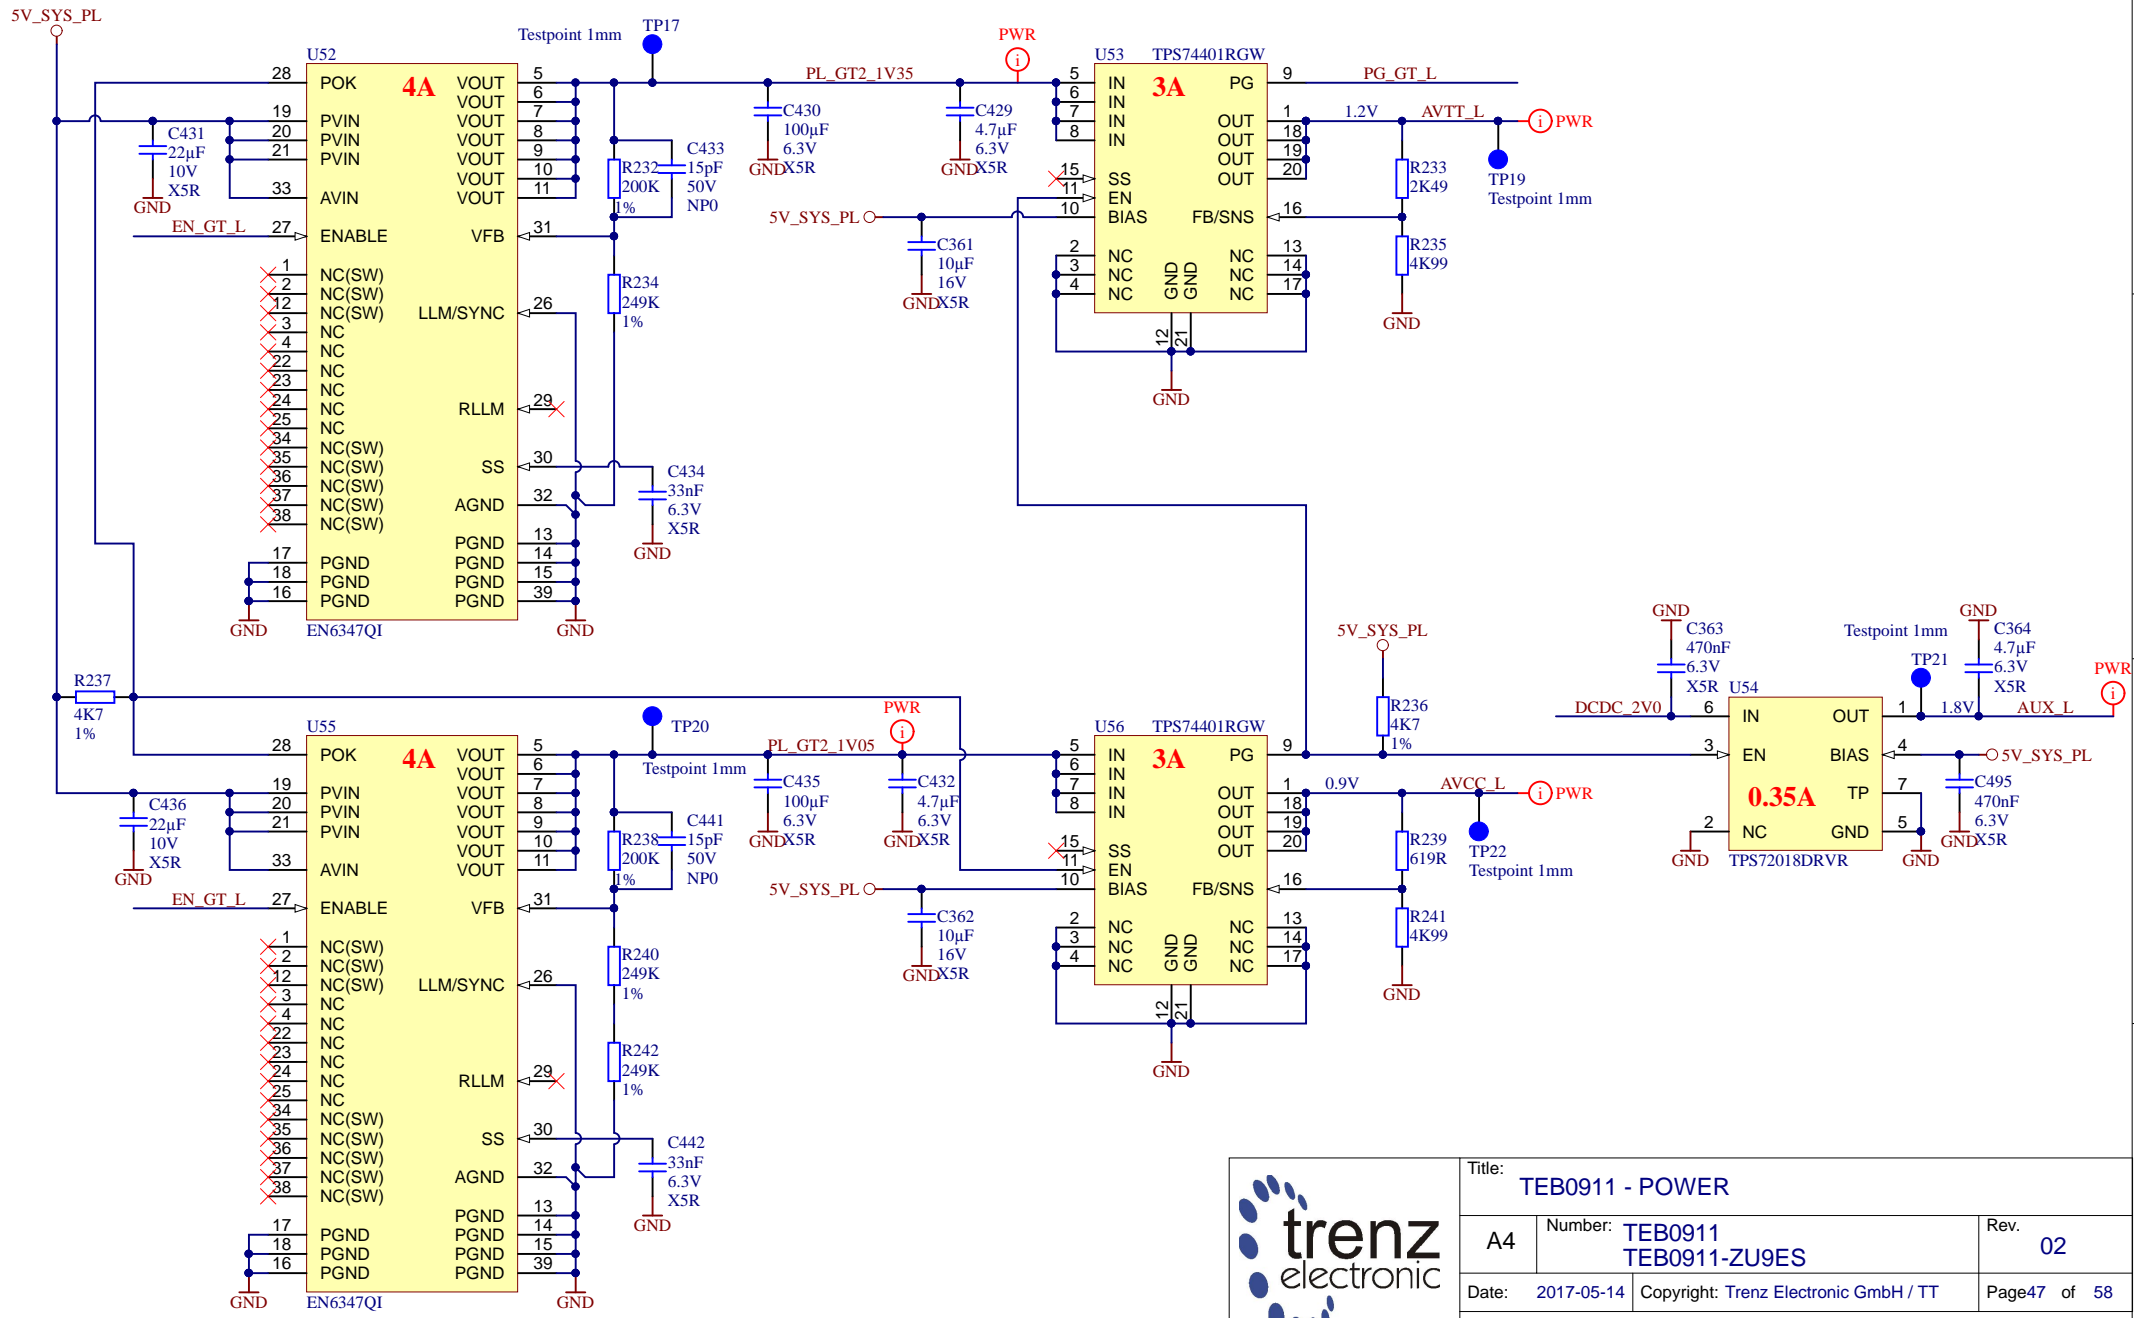 5V_SYS_PL
U52
4A
28 POK
19 PVIN
20 PVIN
21 PVIN
33 AVIN
27 ENABLE
EN_GT_L
1 NC(SW)
2 NC(SW)
12 NC(SW)
3 NC
4 NC
22 NC
23 NC
24 NC
25 NC
34 NC(SW)
35 NC(SW)
36 NC(SW)
37 NC(SW)
38 NC(SW)
17 PGND
18 PGND
16 PGND
GND
EN6347QI
VOUT 5
VOUT 6
VOUT 7
VOUT 8
VOUT 9
VOUT 10
VOUT 11
VFB 31
LLM/SYNC 26
RLLM 29
SS 30
AGND 32
PGND 13
PGND 14
PGND 15
PGND 39
GND
C431
22µF
10V
X5R
GND
Testpoint 1mm
TP17
R232
200K
1%
C433
15pF
50V
NP0
R234
249K
1%
C434
33nF
6.3V
X5R
GND
C430
100µF
6.3V
X5R
GND
PL_GT2_1V35
C429
4.7µF
6.3V
X5R
GND
PWR
i
U53
TPS74401RGW
3A
5 IN
6 IN
7 IN
8 IN
15 SS
11 EN
10 BIAS
2 NC
3 NC
4 NC
GND
GND
12
21
GND
PG 9
OUT 1
OUT 18
OUT 19
OUT 20
FB/SNS 16
NC 13
NC 14
NC 17
PG_GT_L
1.2V
AVTT_L
i PWR
TP19
Testpoint 1mm
R233
2K49
R235
4K99
GND
5V_SYS_PL
C361
10µF
16V
X5R
GND
R237
4K7
1%
U55
4A
28 POK
19 PVIN
20 PVIN
21 PVIN
33 AVIN
27 ENABLE
EN_GT_L
1 NC(SW)
2 NC(SW)
12 NC(SW)
3 NC
4 NC
22 NC
23 NC
24 NC
25 NC
34 NC(SW)
35 NC(SW)
36 NC(SW)
37 NC(SW)
38 NC(SW)
17 PGND
18 PGND
16 PGND
GND
EN6347QI
VOUT 5
VOUT 6
VOUT 7
VOUT 8
VOUT 9
VOUT 10
VOUT 11
VFB 31
LLM/SYNC 26
RLLM 29
SS 30
AGND 32
PGND 13
PGND 14
PGND 15
PGND 39
GND
C436
22µF
10V
X5R
GND
TP20
Testpoint 1mm
R238
200K
1%
C441
15pF
50V
NP0
R240
249K
1%
R242
249K
1%
C442
33nF
6.3V
X5R
GND
PL_GT2_1V05
C435
100µF
6.3V
X5R
GND
C432
4.7µF
6.3V
X5R
GND
PWR
i
U56
TPS74401RGW
3A
5 IN
6 IN
7 IN
8 IN
15 SS
11 EN
10 BIAS
2 NC
3 NC
4 NC
GND
GND
12
21
GND
PG 9
OUT 1
OUT 18
OUT 19
OUT 20
FB/SNS 16
NC 13
NC 14
NC 17
5V_SYS_PL
R236
4K7
1%
0.9V
AVCC_L
i PWR
TP22
Testpoint 1mm
R239
619R
R241
4K99
GND
5V_SYS_PL
C362
10µF
16V
X5R
GND
GND
C363
470nF
6.3V
X5R
DCDC_2V0
U54
0.35A
6 IN
3 EN
2 NC
GND
TPS72018DRVR
OUT 1
BIAS 4
TP 7
GND 5
GND
Testpoint 1mm
TP21
GND
C364
4.7µF
6.3V
X5R
1.8V
AUX_L
PWR
i
5V_SYS_PL
C495
470nF
6.3V
X5R
GND
trenz
electronic
Title:
TEB0911 - POWER
A4
Number: TEB0911
TEB0911-ZU9ES
Rev.
02
Date: 2017-05-14
Copyright: Trenz Electronic GmbH / TT
Page47 of 58